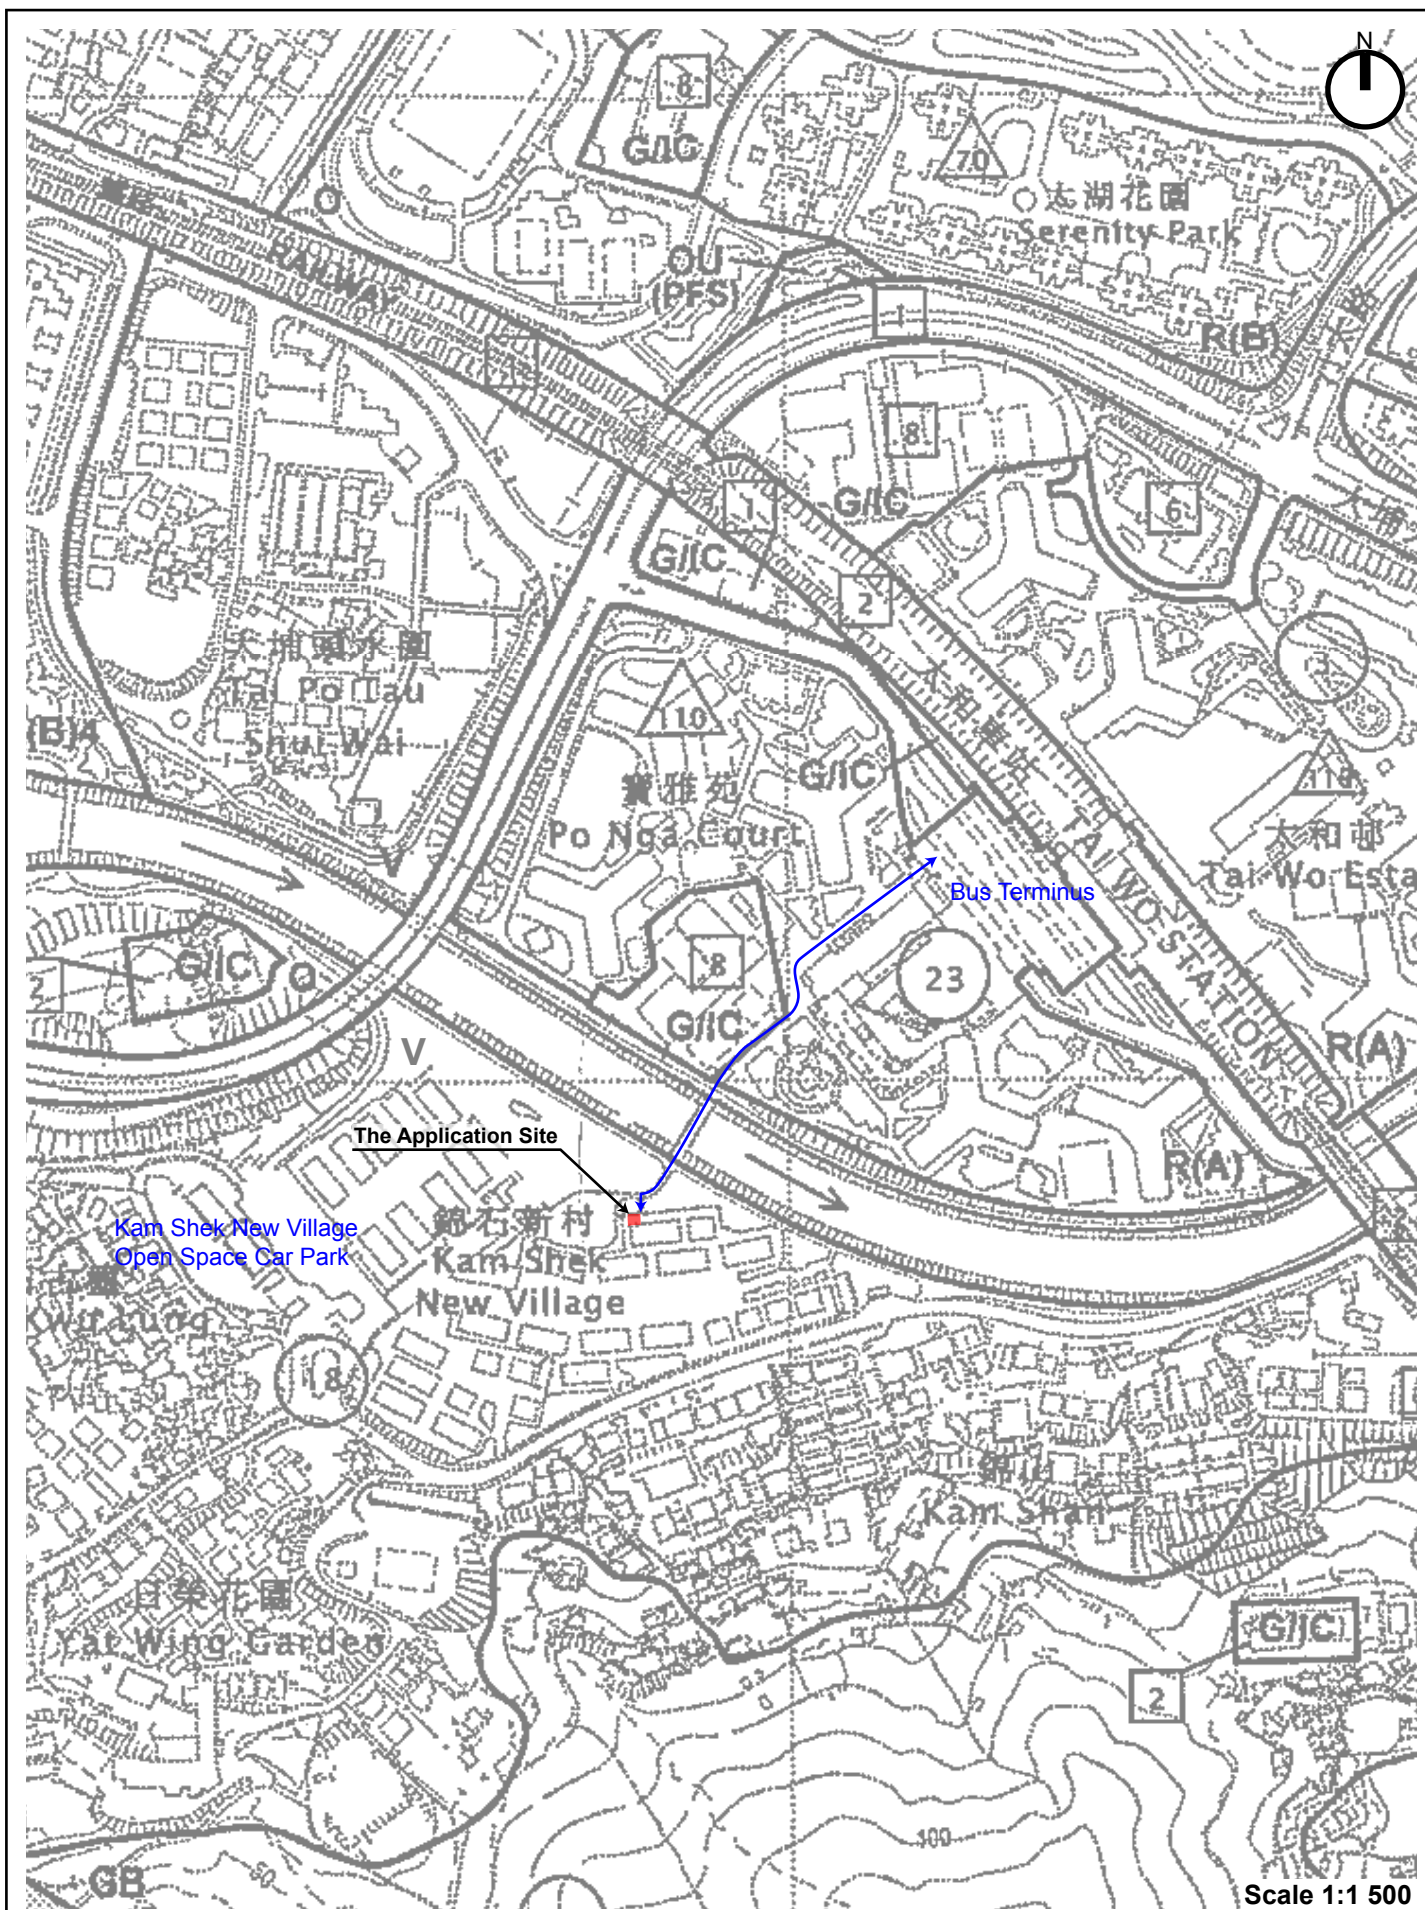 N
8
G/IC
70
太湖花園
Serenity Park
O
RAILWAY
OU
(PFS)
1
R(B)
8
G/IC
1
6
G/IC
2
3
大埔頭水圍
Tai Po Tau
Shui Wai
(B)4
110
G/IC
寶雅苑
Po Nga Court
太和車站
TAI WO STATION
118
太和邨
Tai Wo Esta
V
Bus Terminus
G/IC
O
2
8
G/IC
23
V
R(A)
The Application Site
R(A)
Kam Shek New Village
Open Space Car Park
錦石新村
Kam Shek
New Village
18
錦山
Kam Shan
日榮花園
Yat Wing Garden
G/IC
2
100
50
GB
Scale 1:1 500